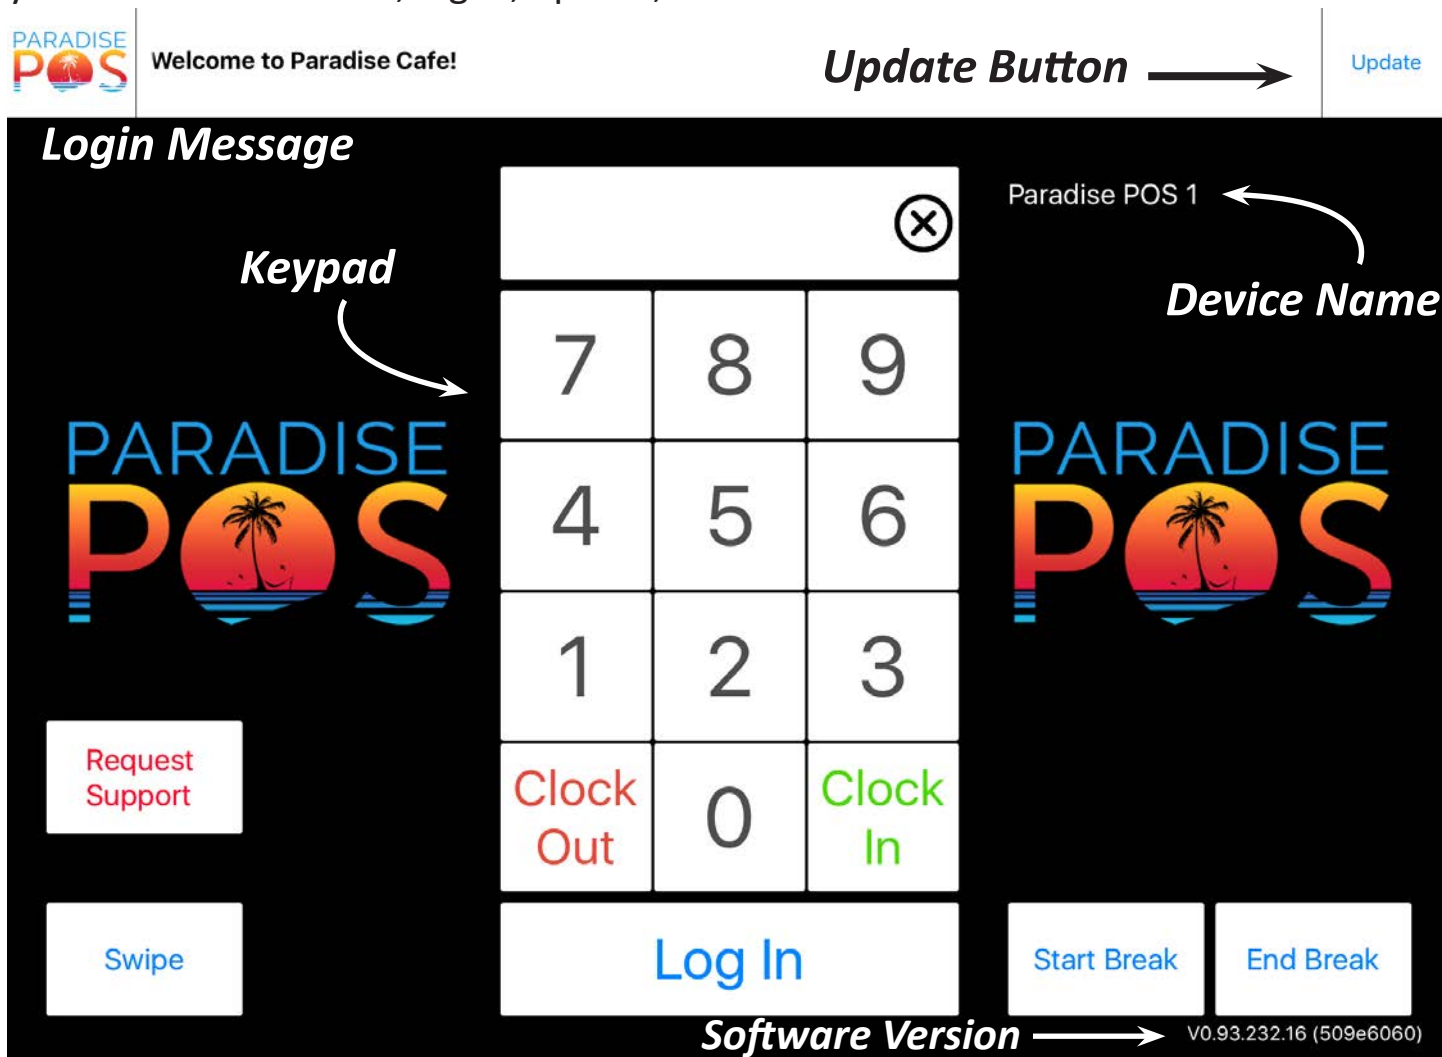 PARADISE
POS
Welcome to Paradise Cafe!
Update Button
Update
Login Message
Paradise POS 1
Keypad
Device Name
7 8 9
PARADISE
POS
4 5 6
PARADISE
POS
1 2 3
Request
Support
Clock
Out
0
Clock
In
Swipe
Log In
Start Break
End Break
Software Version
V0.93.232.16 (509e6060)